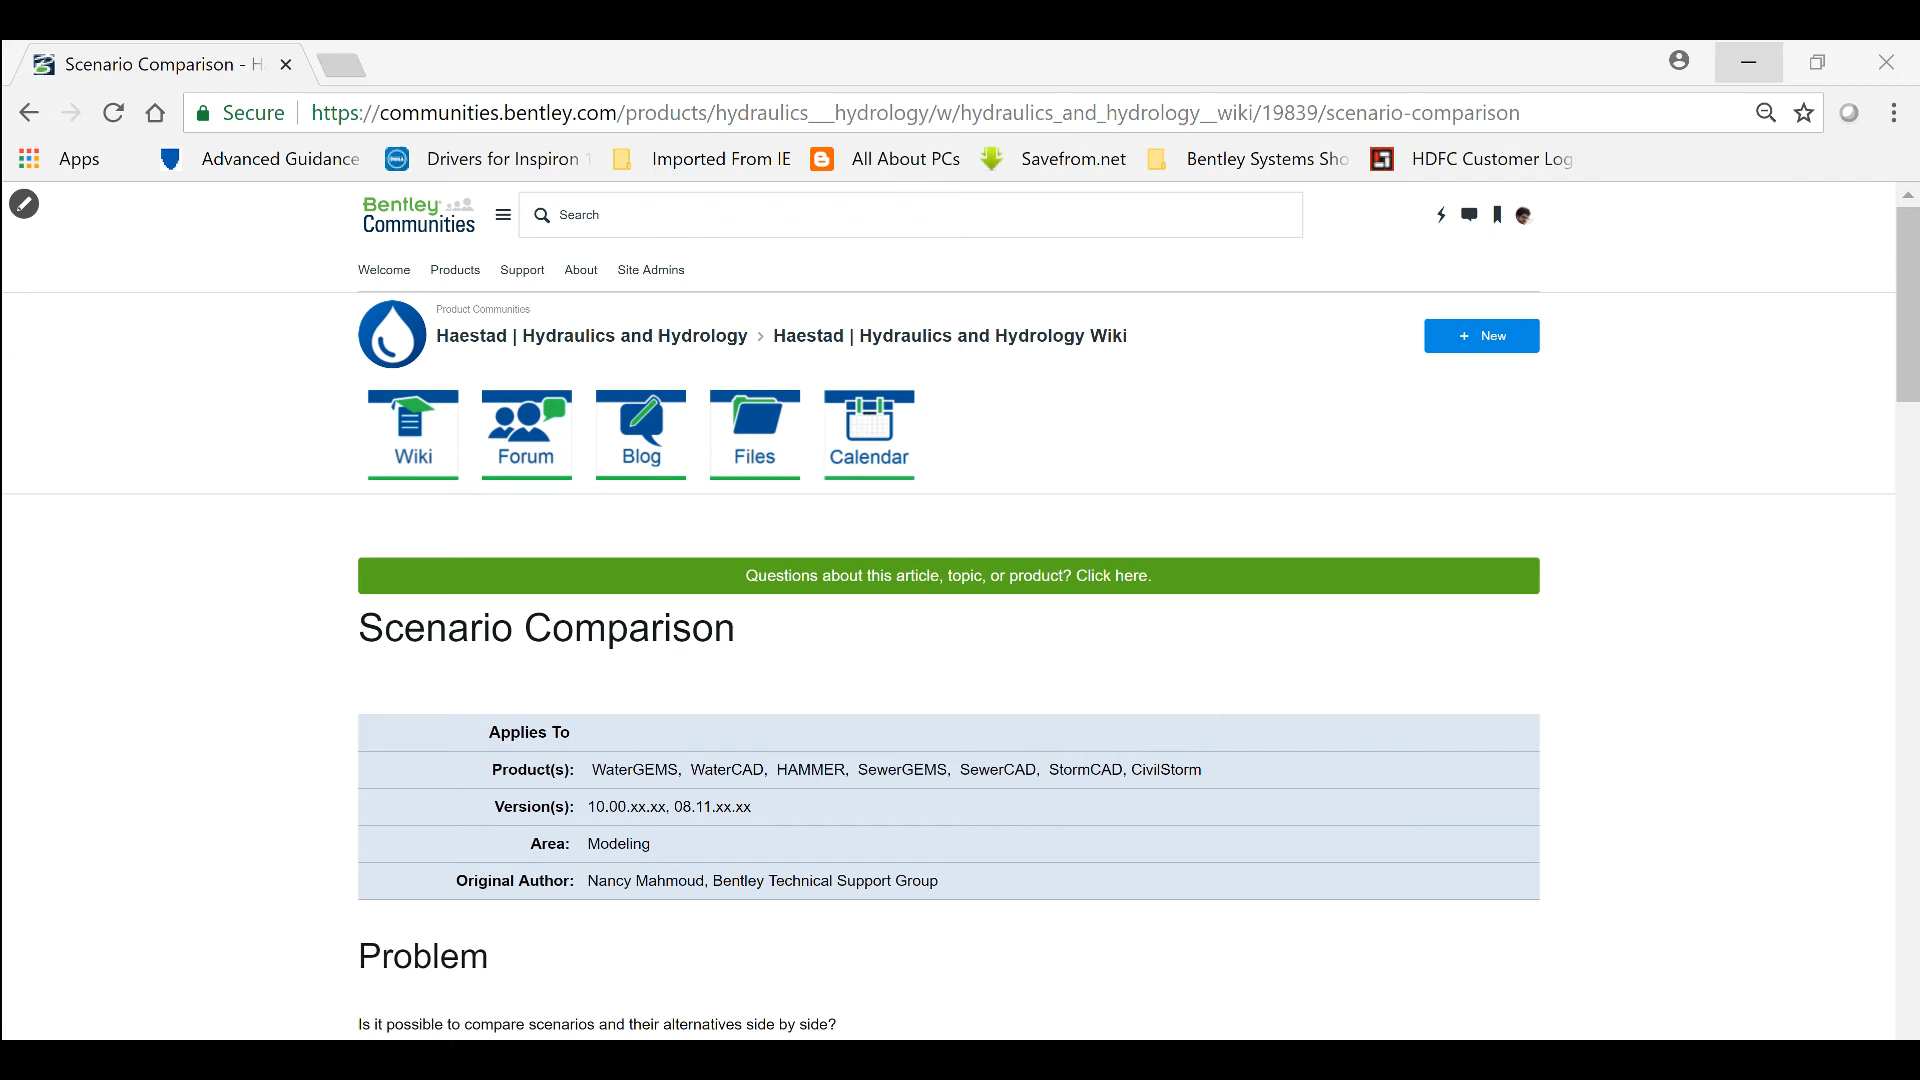 Scenario Comparison - H
Secure https://communities.bentley.com/products/hydraulics___hydrology/w/hydraulics_and_hydrology__wiki/19839/scenario-comparison
Apps Advanced Guidance Drivers for Inspiron 1 Imported From IE All About PCs Savefrom.net Bentley Systems Sho HDFC Customer Log
Bentley
Communities
Search
Welcome Products Support About Site Admins
Product Communities
Haestad | Hydraulics and Hydrology › Haestad | Hydraulics and Hydrology Wiki
+ New
Wiki Forum Blog Files Calendar
Questions about this article, topic, or product? Click here.
Scenario Comparison
Applies To
Product(s): WaterGEMS, WaterCAD, HAMMER, SewerGEMS, SewerCAD, StormCAD, CivilStorm
Version(s): 10.00.xx.xx, 08.11.xx.xx
Area: Modeling
Original Author: Nancy Mahmoud, Bentley Technical Support Group
Problem
Is it possible to compare scenarios and their alternatives side by side?